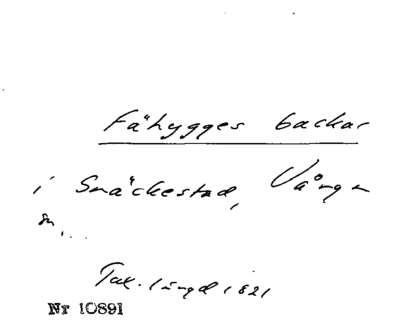 Fähygges backar
i Snäckestad, Vånga
sn.
Tax. längd 1821
Nr 10891